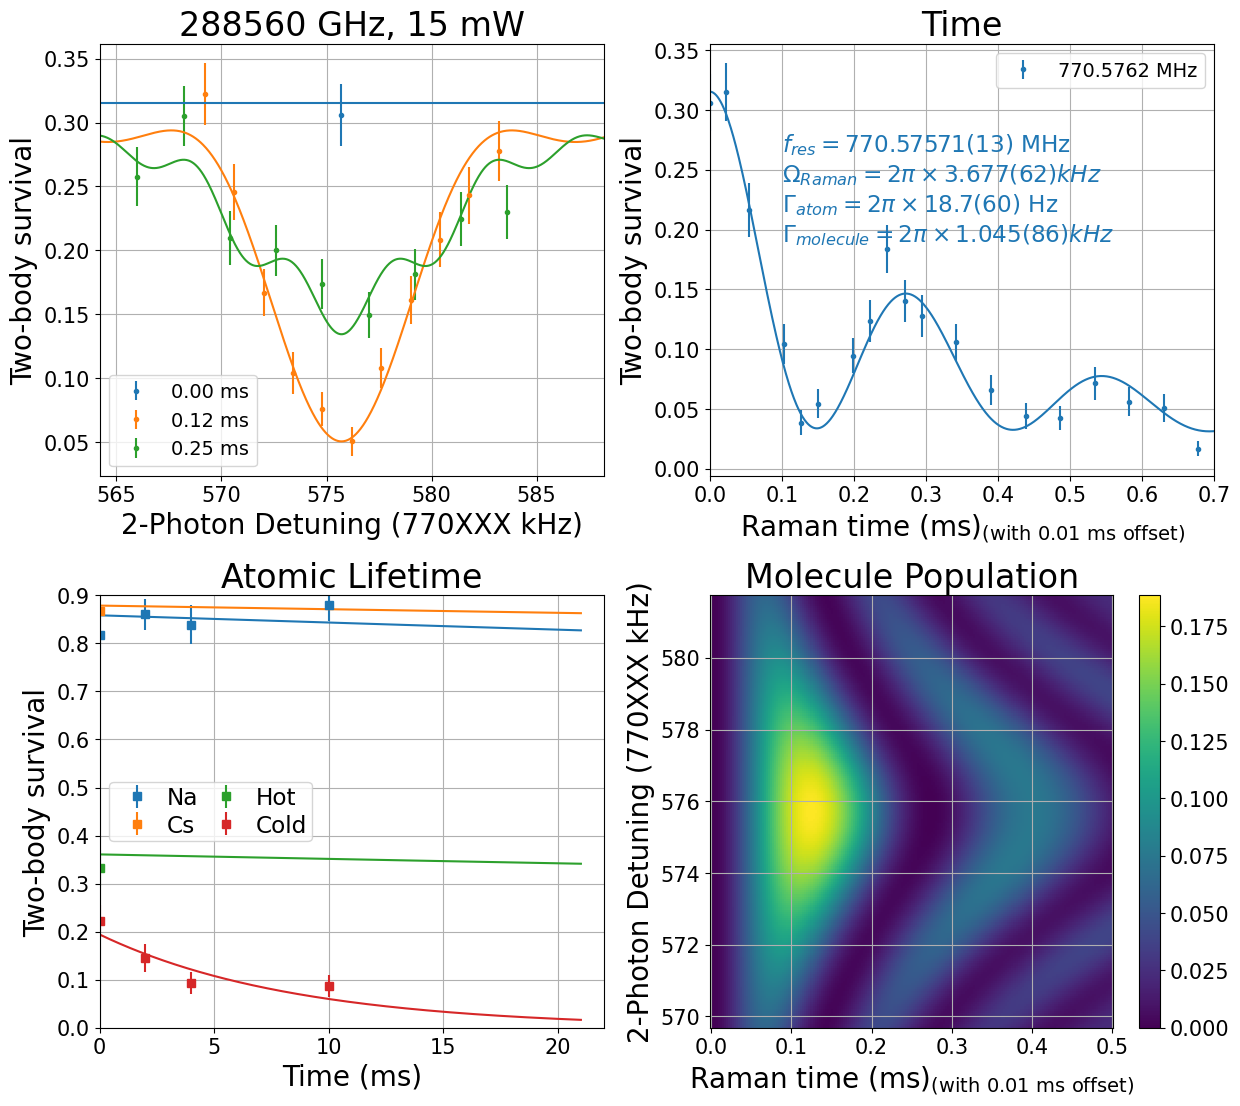 288560 GHz, 15 mW
Two-body survival
0.35
0.30
0.25
0.20
0.15
0.10
0.05
0.00 ms
0.12 ms
0.25 ms
565
570
575
580
585
2-Photon Detuning (770XXX kHz)
Time
Two-body survival
0.35
0.30
0.25
0.20
0.15
0.10
0.05
0.00
770.5762 MHz
f_res = 770.57571(13) MHz
Ω_Raman = 2π × 3.677(62)kHz
Γ_atom = 2π × 18.7(60) Hz
Γ_molecule = 2π × 1.045(86)kHz
0.0
0.1
0.2
0.3
0.4
0.5
0.6
0.7
Raman time (ms)(with 0.01 ms offset)
Atomic Lifetime
Two-body survival
0.9
0.8
0.7
0.6
0.5
0.4
0.3
0.2
0.1
0.0
Na
Cs
Hot
Cold
0
5
10
15
20
Time (ms)
Molecule Population
2-Photon Detuning (770XXX kHz)
580
578
576
574
572
570
0.0
0.1
0.2
0.3
0.4
0.5
Raman time (ms)(with 0.01 ms offset)
0.175
0.150
0.125
0.100
0.075
0.050
0.025
0.000